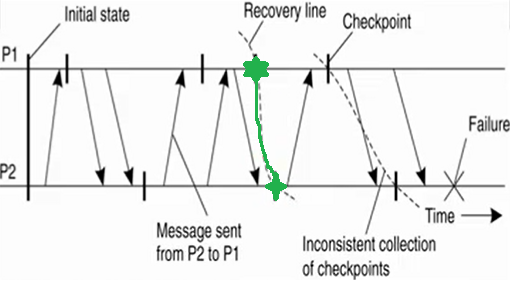 Initial state
Recovery line
Checkpoint
P1
Failure
P2
Time
Message sent
from P2 to P1
Inconsistent collection
of checkpoints